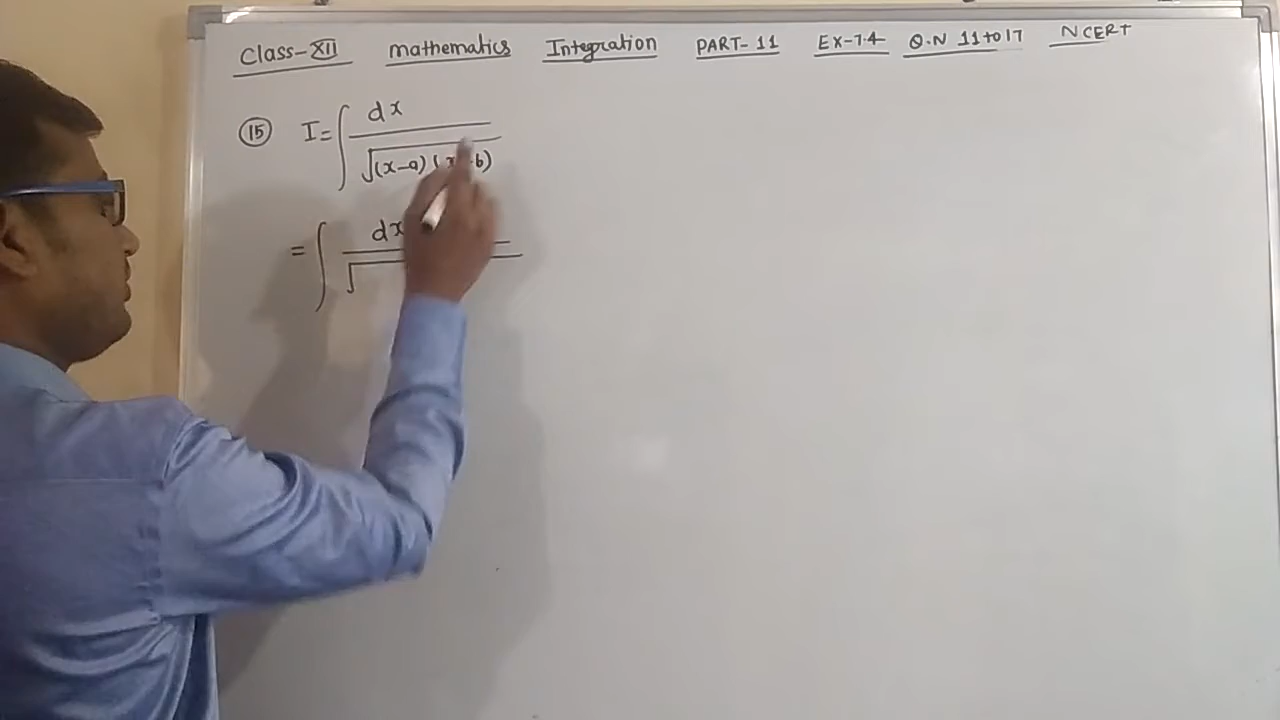 Class-XII mathematics Integration PART-11 EX-7.4 Q.N 11 to 17 NCERT
15 I = ∫ dx / √(x-a)(x-b)
= ∫ dx / √